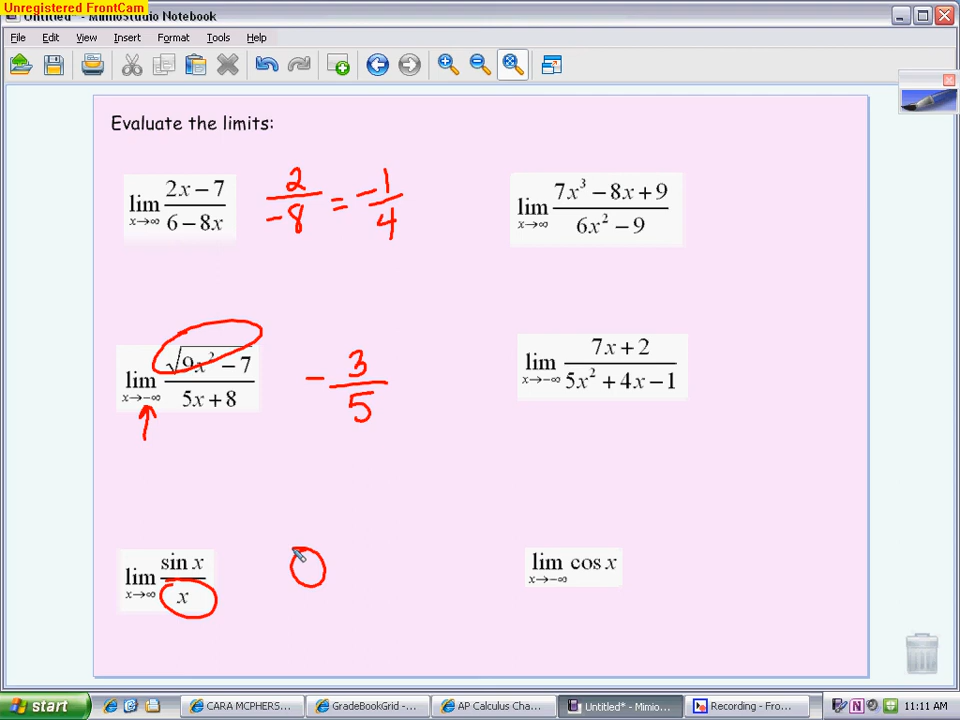 Unregistered FrontCam
Untitled* - MimioStudio Notebook
File Edit View Insert Format Tools Help
Evaluate the limits:
lim x→∞ (2x − 7)/(6 − 8x) 2/−8 = −1/4
lim x→∞ (7x³ − 8x + 9)/(6x² − 9)
lim x→−∞ √(9x² − 7)/(5x + 8) − 3/5
lim x→−∞ (7x + 2)/(5x² + 4x − 1)
lim x→∞ sin x/x 0
lim x→−∞ cos x
start CARA MCPHERS... GradeBookGrid - ... AP Calculus Cha... Untitled* - Mimio... Recording - Fro... 11:11 AM